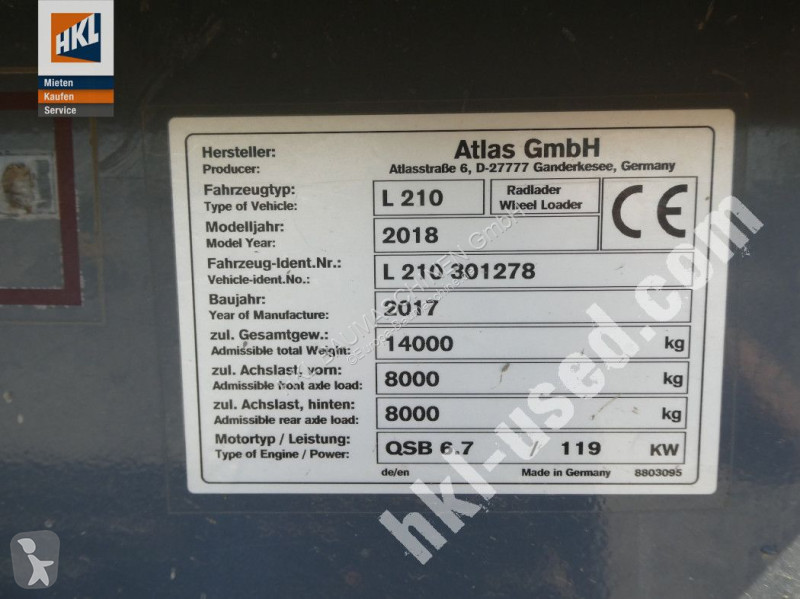 HKL
Mieten
Kaufen
Service
Hersteller: Atlas GmbH
Producer: Atlasstraße 6, D-27777 Ganderkesee, Germany
Fahrzeugtyp: L 210 Radlader
Type of Vehicle: Wheel Loader
CE
Modelljahr: 2018
Model Year:
Fahrzeug-Ident.Nr.: L 210 301278
Vehicle-ident.No.:
Baujahr: 2017
Year of Manufacture:
zul. Gesamtgew.: 14000 kg
Admissible total Weight:
zul. Achslast, vorn: 8000 kg
Admissible front axle load:
zul. Achslast, hinten: 8000 kg
Admissible rear axle load:
Motortyp / Leistung: QSB 6.7 / 119 KW
Type of Engine / Power:
de/en Made in Germany 8803095
hkl-used.com